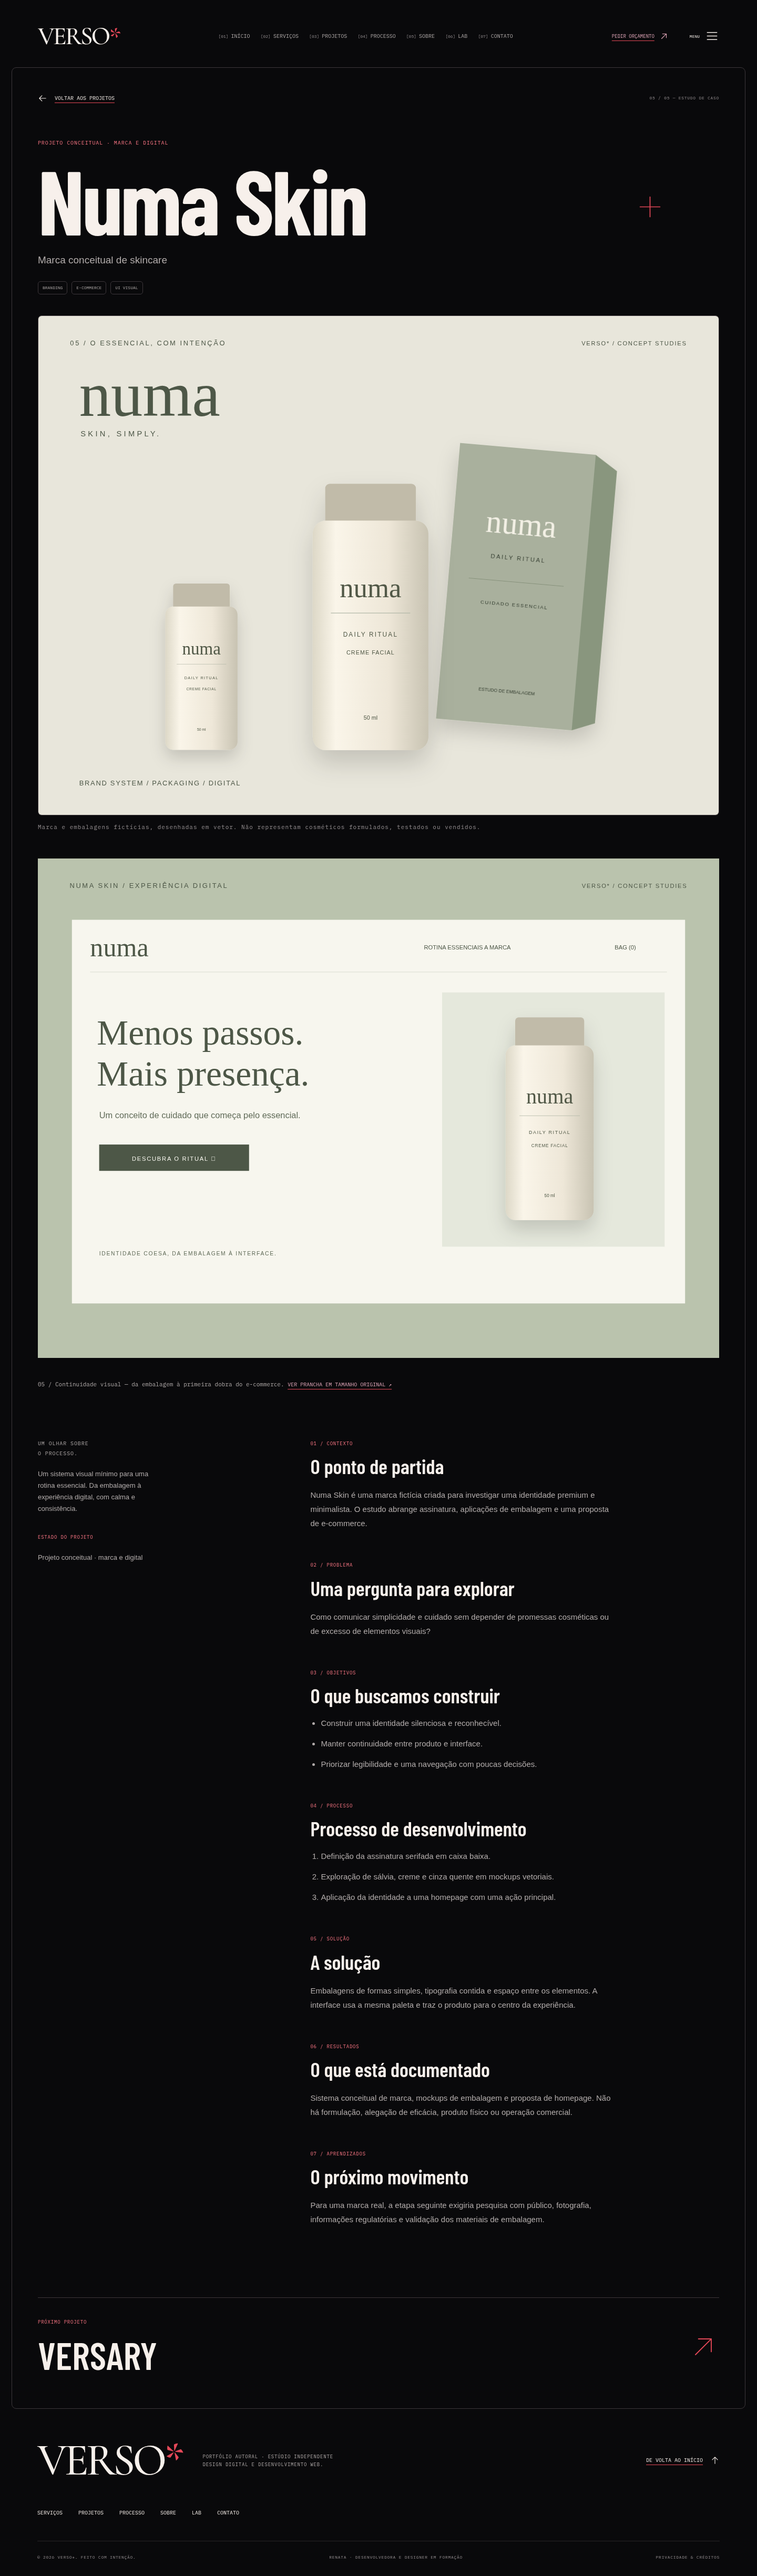 VERSO*
[01] INÍCIO [02] SERVIÇOS [03] PROJETOS [04] PROCESSO [05] SOBRE [06] LAB [07] CONTATO
PEDIR ORÇAMENTO
MENU
VOLTAR AOS PROJETOS
05 / 05 — ESTUDO DE CASO
PROJETO CONCEITUAL · MARCA E DIGITAL
Numa Skin
Marca conceitual de skincare
BRANDING
E-COMMERCE
UI VISUAL
05 / O ESSENCIAL, COM INTENÇÃO
VERSO* / CONCEPT STUDIES
numa
SKIN, SIMPLY.
numa
DAILY RITUAL
CREME FACIAL
50 ml
numa
DAILY RITUAL
CREME FACIAL
50 ml
numa
DAILY RITUAL
CUIDADO ESSENCIAL
ESTUDO DE EMBALAGEM
BRAND SYSTEM / PACKAGING / DIGITAL
Marca e embalagens fictícias, desenhadas em vetor. Não representam cosméticos formulados, testados ou vendidos.
NUMA SKIN / EXPERIÊNCIA DIGITAL
VERSO* / CONCEPT STUDIES
numa
ROTINA ESSENCIAIS A MARCA
BAG (0)
Menos passos.
Mais presença.
Um conceito de cuidado que começa pelo essencial.
DESCUBRA O RITUAL □
numa
DAILY RITUAL
CREME FACIAL
50 ml
IDENTIDADE COESA, DA EMBALAGEM À INTERFACE.
05 / Continuidade visual — da embalagem à primeira dobra do e-commerce. VER PRANCHA EM TAMANHO ORIGINAL ↗
UM OLHAR SOBRE
O PROCESSO.
Um sistema visual mínimo para uma
rotina essencial. Da embalagem à
experiência digital, com calma e
consistência.
ESTADO DO PROJETO
Projeto conceitual · marca e digital
01 / CONTEXTO
O ponto de partida
Numa Skin é uma marca fictícia criada para investigar uma identidade premium e
minimalista. O estudo abrange assinatura, aplicações de embalagem e uma proposta
de e-commerce.
02 / PROBLEMA
Uma pergunta para explorar
Como comunicar simplicidade e cuidado sem depender de promessas cosméticas ou
de excesso de elementos visuais?
03 / OBJETIVOS
O que buscamos construir
• Construir uma identidade silenciosa e reconhecível.
• Manter continuidade entre produto e interface.
• Priorizar legibilidade e uma navegação com poucas decisões.
04 / PROCESSO
Processo de desenvolvimento
1. Definição da assinatura serifada em caixa baixa.
2. Exploração de sálvia, creme e cinza quente em mockups vetoriais.
3. Aplicação da identidade a uma homepage com uma ação principal.
05 / SOLUÇÃO
A solução
Embalagens de formas simples, tipografia contida e espaço entre os elementos. A
interface usa a mesma paleta e traz o produto para o centro da experiência.
06 / RESULTADOS
O que está documentado
Sistema conceitual de marca, mockups de embalagem e proposta de homepage. Não
há formulação, alegação de eficácia, produto físico ou operação comercial.
07 / APRENDIZADOS
O próximo movimento
Para uma marca real, a etapa seguinte exigiria pesquisa com público, fotografia,
informações regulatórias e validação dos materiais de embalagem.
PRÓXIMO PROJETO
VERSARY
VERSO*
PORTFÓLIO AUTORAL · ESTÚDIO INDEPENDENTE
DESIGN DIGITAL E DESENVOLVIMENTO WEB.
DE VOLTA AO INÍCIO
SERVIÇOS PROJETOS PROCESSO SOBRE LAB CONTATO
© 2026 VERSO*. FEITO COM INTENÇÃO.
RENATA · DESENVOLVEDORA E DESIGNER EM FORMAÇÃO
PRIVACIDADE & CRÉDITOS